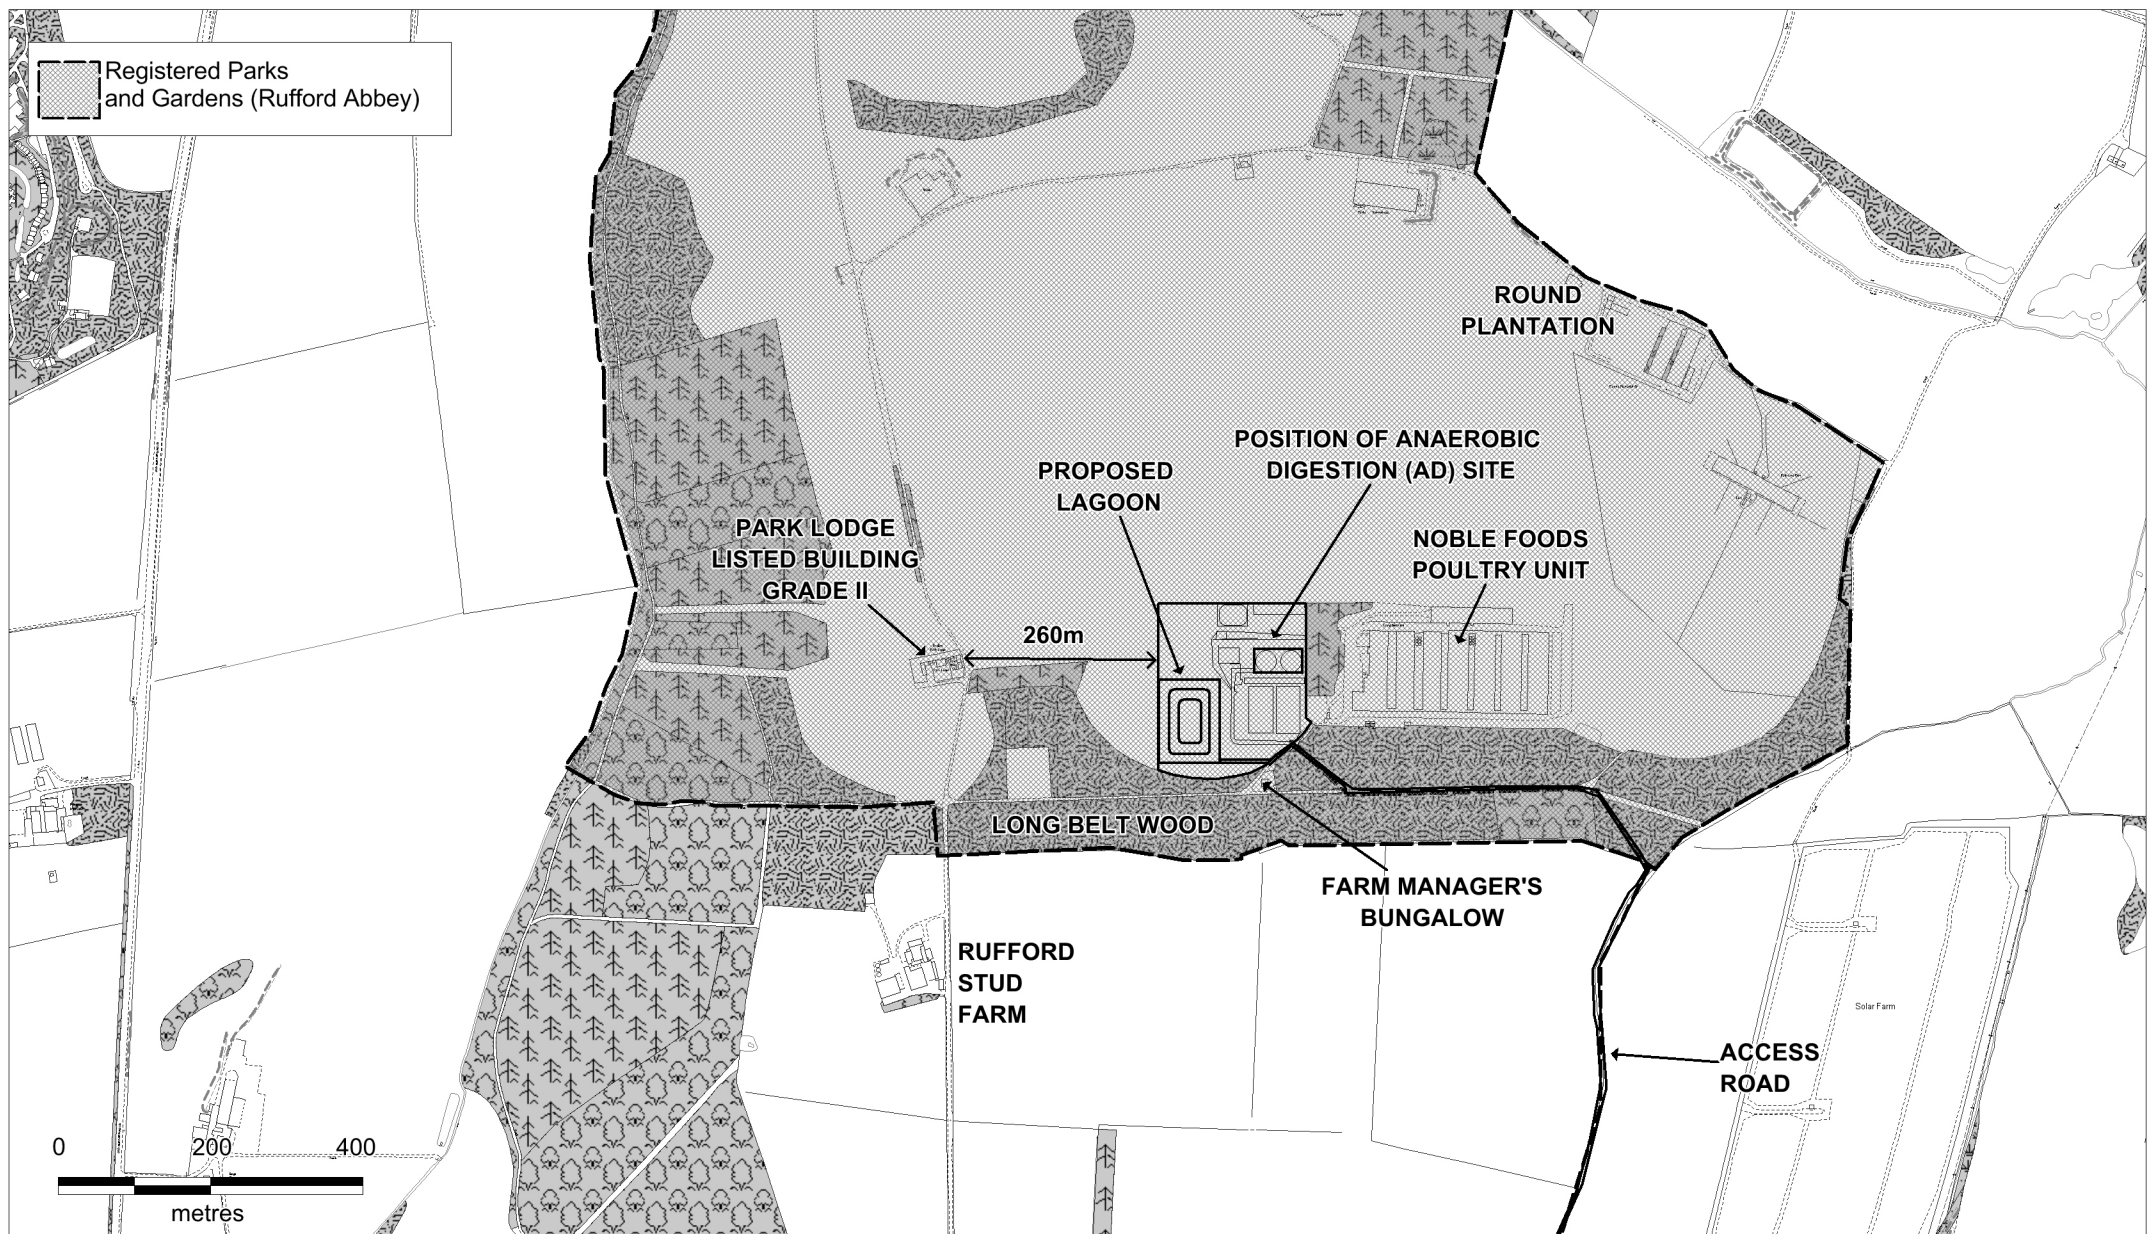 Registered Parks
and Gardens (Rufford Abbey)
ROUND
PLANTATION
POSITION OF ANAEROBIC
DIGESTION (AD) SITE
PROPOSED
LAGOON
PARK LODGE
LISTED BUILDING
GRADE II
NOBLE FOODS
POULTRY UNIT
260m
LONG BELT WOOD
FARM MANAGER'S
BUNGALOW
RUFFORD
STUD
FARM
Solar Farm
ACCESS
ROAD
0 200 400
metres